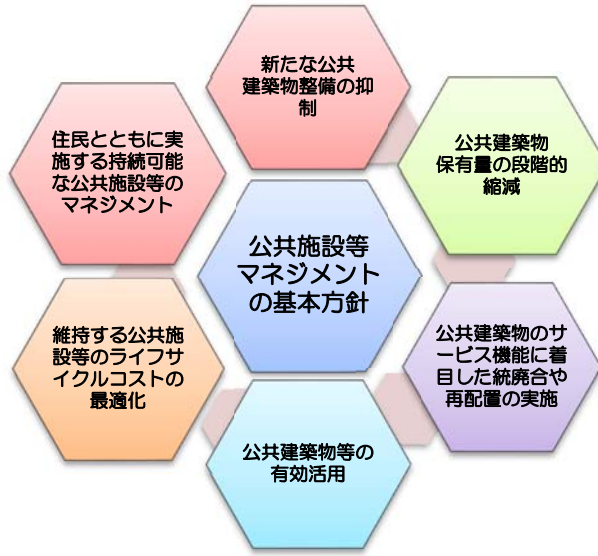 新たな公共
建築物整備の抑
制
公共建築物
保有量の段階的
縮減
住民とともに実
施する持続可能
な公共施設等の
マネジメント
公共施設等
マネジメント
の基本方針
公共建築物のサ
ービス機能に着
目した統廃合や
再配置の実施
維持する公共施
設等のライフサ
イクルコストの
最適化
公共建築物等の
有効活用